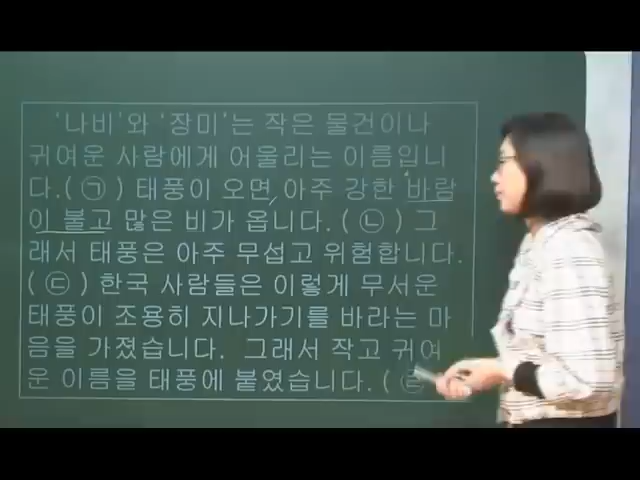 '나비'와 '장미'는 작은 물건이나
귀여운 사람에게 어울리는 이름입니
다.( ㉠ ) 태풍이 오면, 아주 강한 바람
이 불고 많은 비가 옵니다. ( ㉡ ) 그
래서 태풍은 아주 무섭고 위험합니다.
( ㉢ ) 한국 사람들은 이렇게 무서운
태풍이 조용히 지나가기를 바라는 마
음을 가졌습니다. 그래서 작고 귀여
운 이름을 태풍에 붙였습니다. ( ㉣